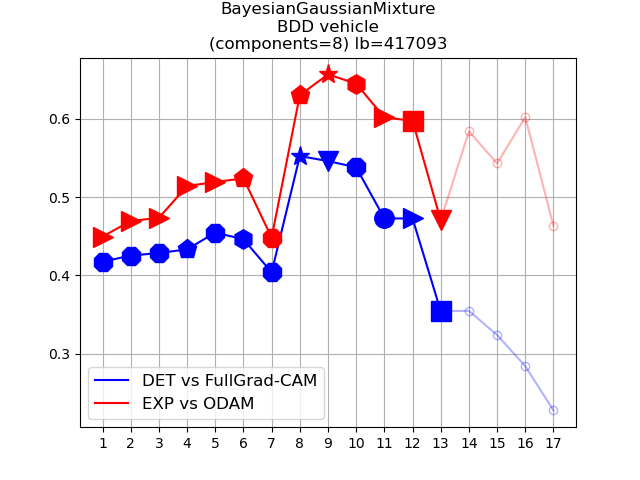 BayesianGaussianMixture
BDD vehicle
(components=8) lb=417093
0.6
0.5
0.4
0.3
DET vs FullGrad-CAM
EXP vs ODAM
1 2 3 4 5 6 7 8 9 10 11 12 13 14 15 16 17